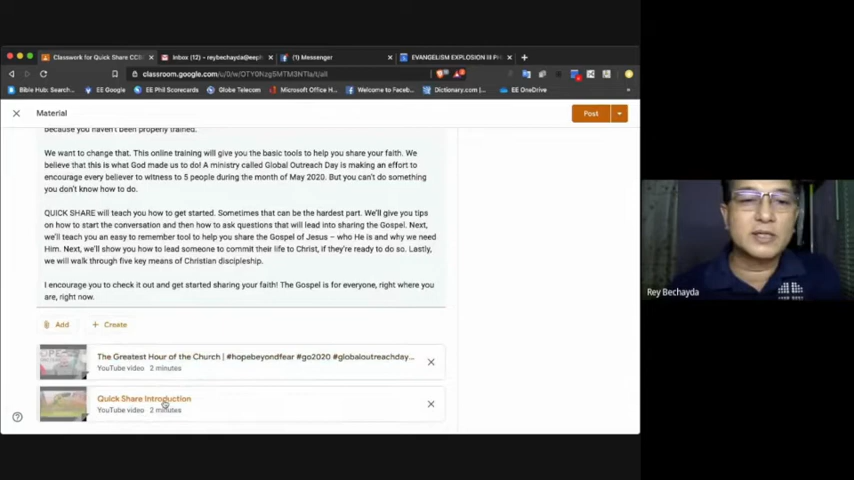 Classwork for Quick Share CCS
Inbox (12) - reybechayda@eeph
Messenger
EVANGELISM EXPLOSION III PH
classroom.google.com/u/0/w/OTY0Nzg5MTM3NTIa/t/all
Bible Hub: Search...
EE Google
EE Phil Scorecards
Globe Telecom
Microsoft Office H...
Welcome to Faceb...
Dictionary.com |...
EE OneDrive
Material
Post
because you haven't been properly trained.
We want to change that. This online training will give you the basic tools to help you share your faith. We
believe that this is what God made us to do! A ministry called Global Outreach Day is making an effort to
encourage every believer to witness to 5 people during the month of May 2020. But you can't do something
you don't know how to do.
QUICK SHARE will teach you how to get started. Sometimes that can be the hardest part. We'll give you tips
on how to start the conversation and then how to ask questions that will lead into sharing the Gospel. Next,
we'll teach you an easy to remember tool to help you share the Gospel of Jesus – who He is and why we need
Him. Next, we'll show you how to lead someone to commit their life to Christ, if they're ready to do so. Lastly,
we will walk through five key means of Christian discipleship.
I encourage you to check it out and get started sharing your faith! The Gospel is for everyone, right where you
are, right now.
Add
Create
The Greatest Hour of the Church | #hopebeyondfear #go2020 #globaloutreachday...
YouTube video 2 minutes
Quick Share Introduction
YouTube video 2 minutes
Rey Bechayda